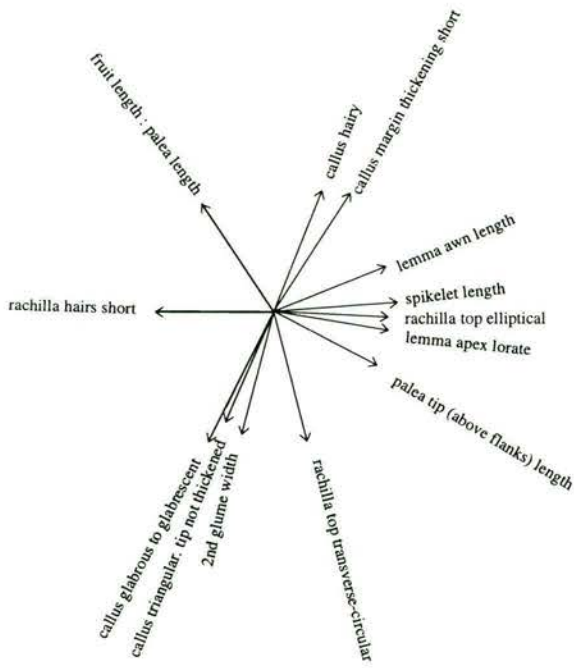 fruit length : palea length
callus hairy
callus margin thickening short
lemma awn length
spikelet length
rachilla top elliptical
lemma apex lorate
palea tip (above flanks) length
rachilla hairs short
callus glabrous to glabrescent
callus triangular. tip not thickened
2nd glume width
rachilla top transverse-circular